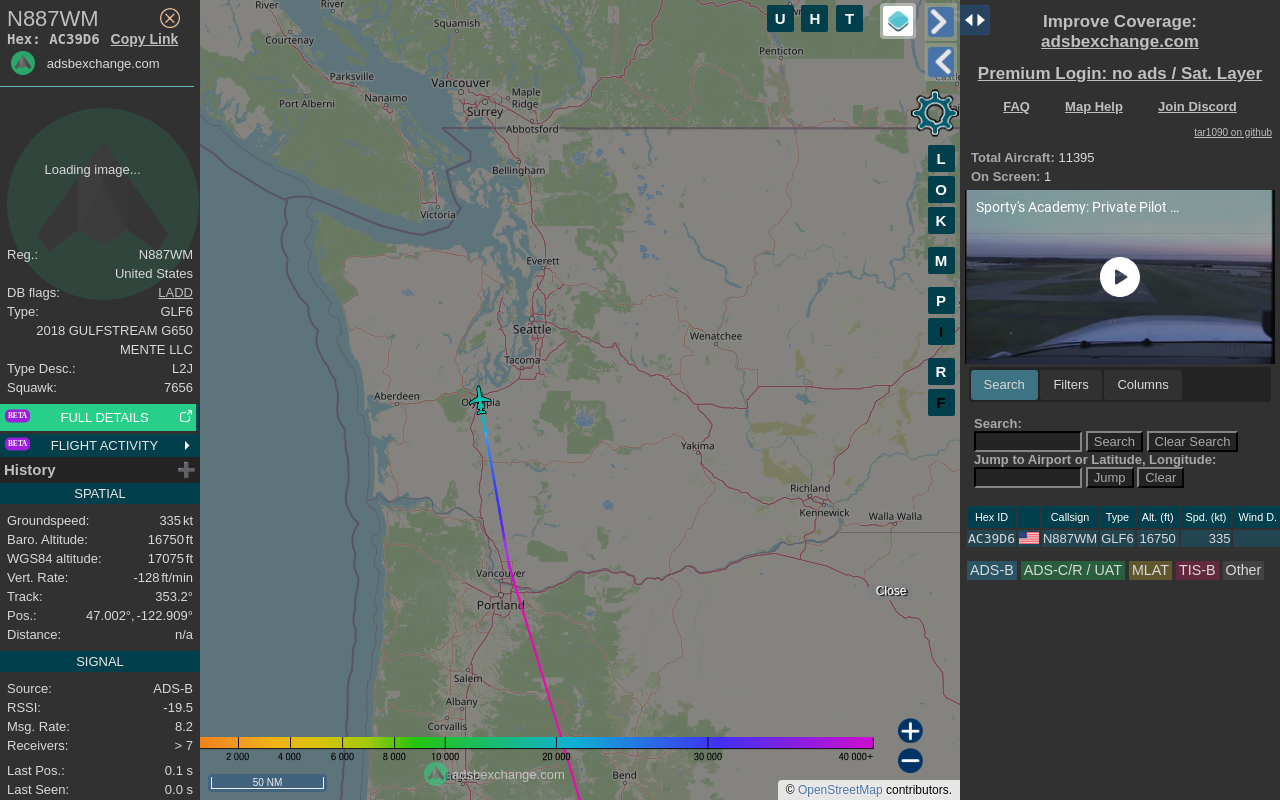 N887WM
Hex: AC39D6 Copy Link
adsbexchange.com
Loading image...
Reg.: N887WM
United States
DB flags: LADD
Type: GLF6
2018 GULFSTREAM G650
MENTE LLC
Type Desc.: L2J
Squawk: 7656
BETA FULL DETAILS
BETA FLIGHT ACTIVITY
History
SPATIAL
Groundspeed: 335 kt
Baro. Altitude: 16750 ft
WGS84 altitude: 17075 ft
Vert. Rate: -128 ft/min
Track: 353.2°
Pos.: 47.002°, -122.909°
Distance: n/a
SIGNAL
Source: ADS-B
RSSI: -19.5
Msg. Rate: 8.2
Receivers: > 7
Last Pos.: 0.1 s
Last Seen: 0.0 s
River
River
Squamish
Courtenay
Parksville
Nanaimo
Port Alberni
Vancouver
Surrey
Maple
Ridge
Abbotsford
Penticton
Bellingham
Victoria
Everett
Seattle
Wenatchee
Tacoma
Aberdeen
Olympia
Yakima
Richland
Kennewick
Walla Walla
Vancouver
Portland
Salem
Albany
Corvallis
Bend
U H T
L
O
K
M
P
I
R
F
Close
2 000 4 000 6 000 8 000 10 000 20 000 30 000 40 000+
50 NM
adsbexchange.com
© OpenStreetMap contributors.
Improve Coverage:
adsbexchange.com
Premium Login: no ads / Sat. Layer
FAQ Map Help Join Discord
tar1090 on github
Total Aircraft: 11395
On Screen: 1
Sporty's Academy: Private Pilot ...
Search Filters Columns
Search:
Search Clear Search
Jump to Airport or Latitude, Longitude:
Jump Clear
Hex ID Callsign Type Alt. (ft) Spd. (kt) Wind D.
AC39D6 N887WM GLF6 16750 335
ADS-B ADS-C/R / UAT MLAT TIS-B Other